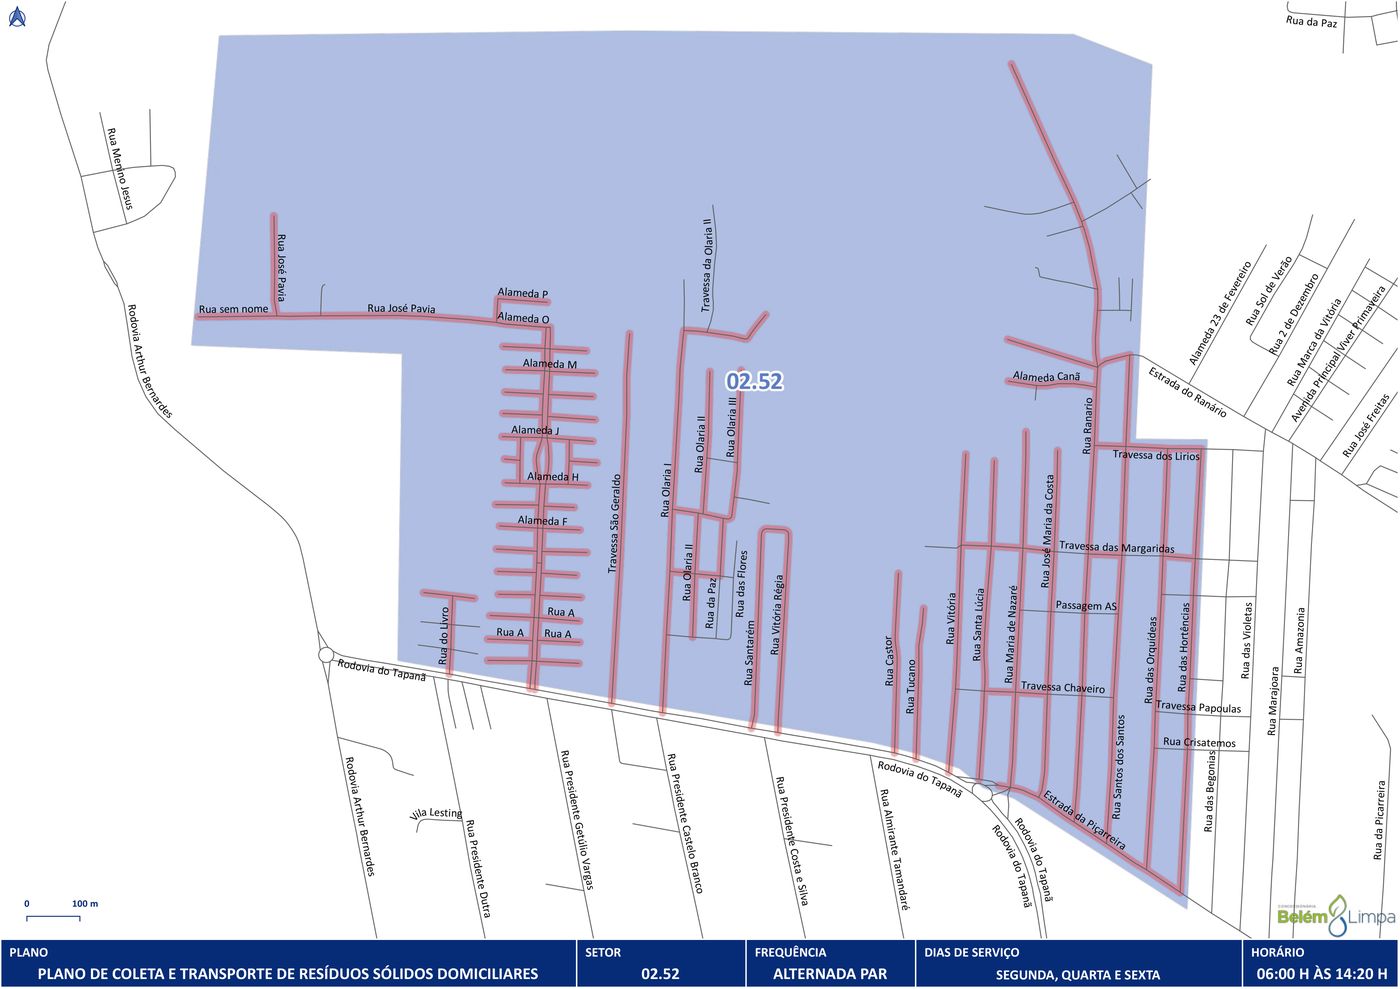 Rua da Paz
Rua Menino Jesus
Rodovia Arthur Bernardes
Rua José Pavia
Rua sem nome
Rua José Pavia
Alameda P
Alameda O
Alameda M
Alameda J
Alameda H
Alameda F
Rua A
Rua A
Rua A
Rua do Livro
Travessa São Geraldo
Travessa da Olaria II
02.52
Rua Olaria I
Rua Olaria II
Rua Olaria III
Rua Olaria II
Rua da Paz
Rua das Flores
Rua Santarém
Rua Vitória Régia
Rua Castor
Rua Tucano
Rua Vitória
Rua Santa Lúcia
Rua Maria de Nazaré
Rua José Maria da Costa
Rua Ranario
Alameda Canã
Estrada do Ranário
Travessa dos Lirios
Travessa das Margaridas
Passagem AS
Travessa Chaveiro
Rua Santos dos Santos
Rua das Orquídeas
Rua das Hortências
Travessa Papoulas
Rua Crisatemos
Rua das Begonias
Rua das Violetas
Rua Marajoara
Rua Amazonia
Rua da Piçarreira
Alameda 23 de Fevereiro
Rua Sol de Verão
Rua 2 de Dezembro
Rua Marca da Vitória
Avenida Principal Viver Primavera
Rua José Freitas
Rodovia do Tapanã
Rodovia do Tapanã
Estrada da Piçarreira
Rodovia do Tapanã
Rodovia do Tapanã
Rodovia Arthur Bernardes
Vila Lesting
Rua Presidente Dutra
Rua Presidente Getúlio Vargas
Rua Presidente Castelo Branco
Rua Presidente Costa e Silva
Rua Almirante Tamandaré
0 100 m
CONCESSIONÁRIA
Belém Limpa
PLANO
PLANO DE COLETA E TRANSPORTE DE RESÍDUOS SÓLIDOS DOMICILIARES
SETOR
02.52
FREQUÊNCIA
ALTERNADA PAR
DIAS DE SERVIÇO
SEGUNDA, QUARTA E SEXTA
HORÁRIO
06:00 H ÀS 14:20 H